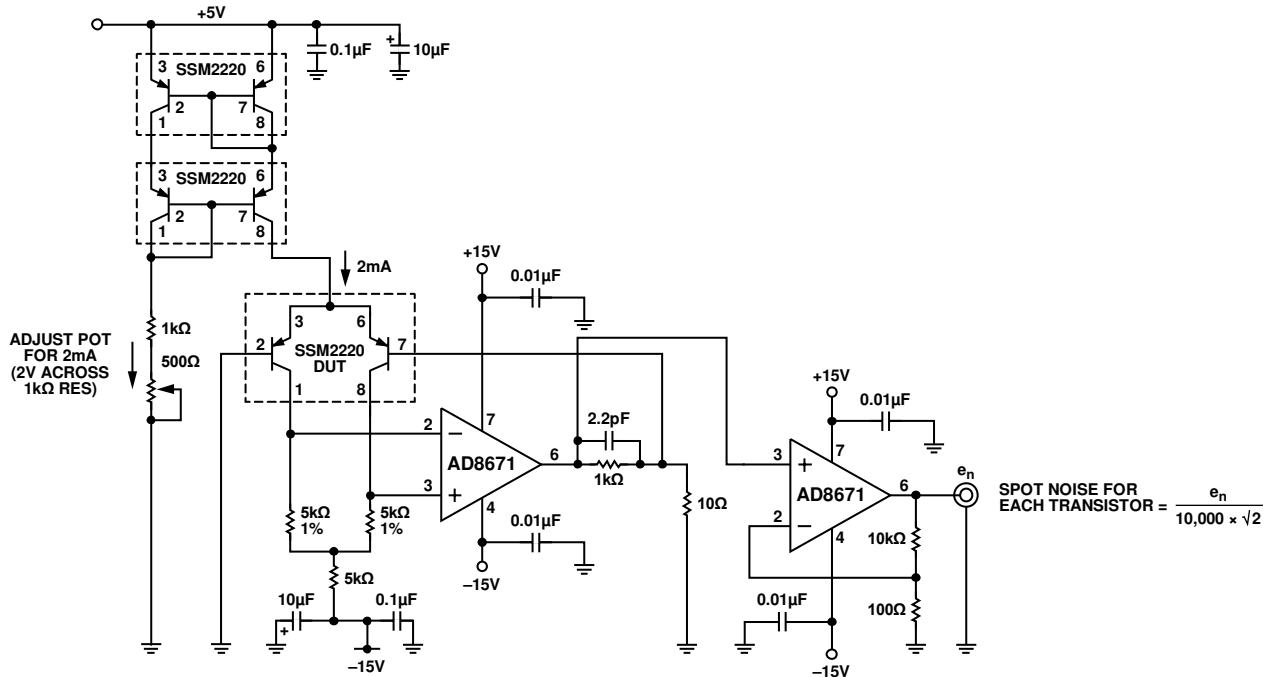 +5V
0.1µF
10µF
+
3
SSM2220
6
2
7
1
8
3
SSM2220
6
2
7
1
8
2mA
ADJUST POT
FOR 2mA
(2V ACROSS
1kΩ RES)
1kΩ
500Ω
3
6
2
SSM2220
DUT
7
1
8
+15V
0.01µF
2
7
−
AD8671
6
3
+
4
2.2pF
1kΩ
10Ω
0.01µF
−15V
5kΩ
1%
5kΩ
1%
5kΩ
10µF
+
0.1µF
−15V
+15V
0.01µF
3
+
7
AD8671
6
2
−
4
en
SPOT NOISE FOR
EACH TRANSISTOR = en
10,000 × √2
10kΩ
100Ω
0.01µF
−15V